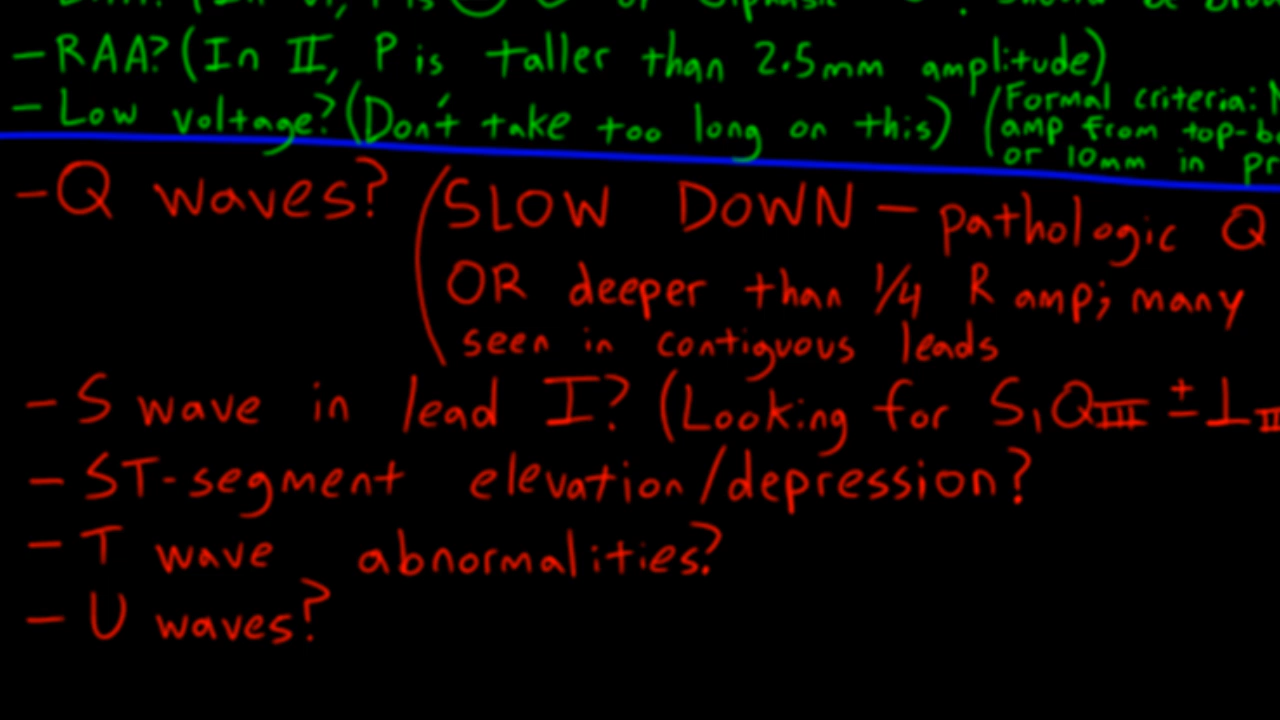 - RAA? (In II, P is taller than 2.5mm amplitude)
- Low voltage? (Don't take too long on this) (Formal criteria:
amp from top-
or 10mm in
- Q waves? (SLOW DOWN - pathologic Q
OR deeper than 1/4 R amp; many
seen in contiguous leads
- S wave in lead I? (Looking for S1QIII ±
- ST-segment elevation/depression?
- T wave abnormalities?
- U waves?